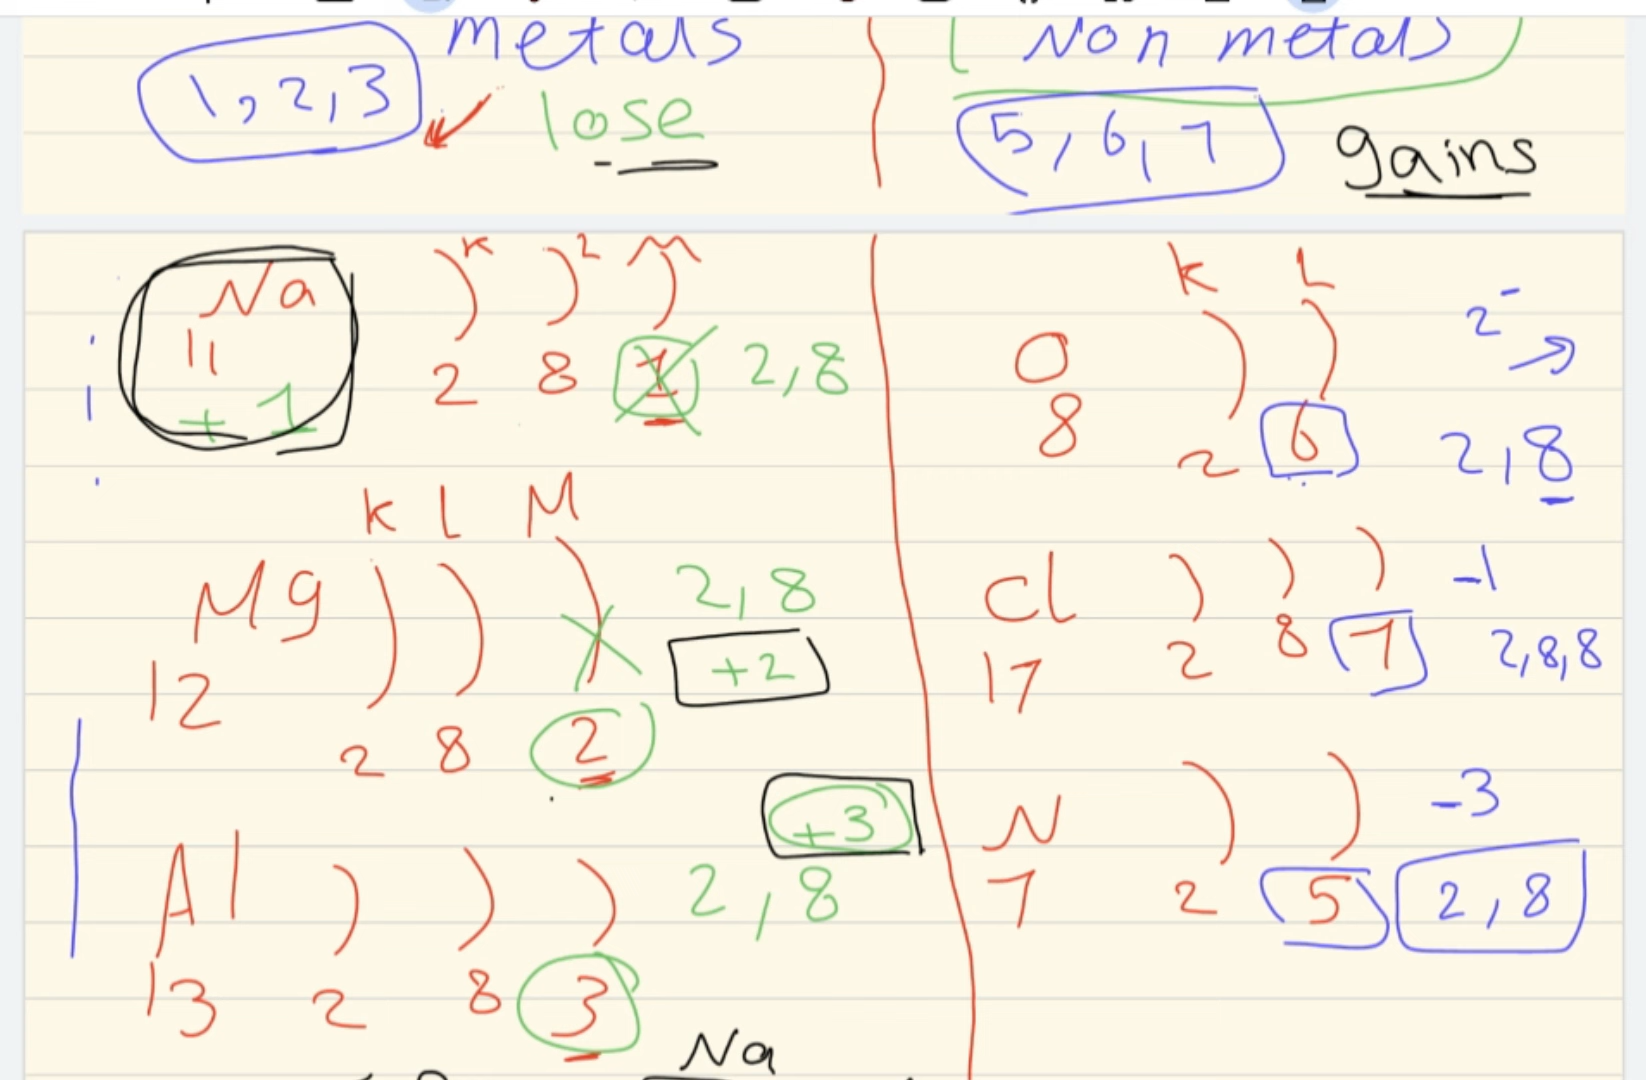 metals
1, 2, 3
lose
Non metals
5, 6, 7
gains
Na
11
+ 1
K L M
2 8 1
2, 8
K L M
Mg
12
2 8 2
2, 8
+2
Al
13
2 8 3
+3
2, 8
Na
K L
O
8
2 6
2-
2, 8
Cl
17
2 8 7
-1
2, 8, 8
N
7
2 5
-3
2, 8